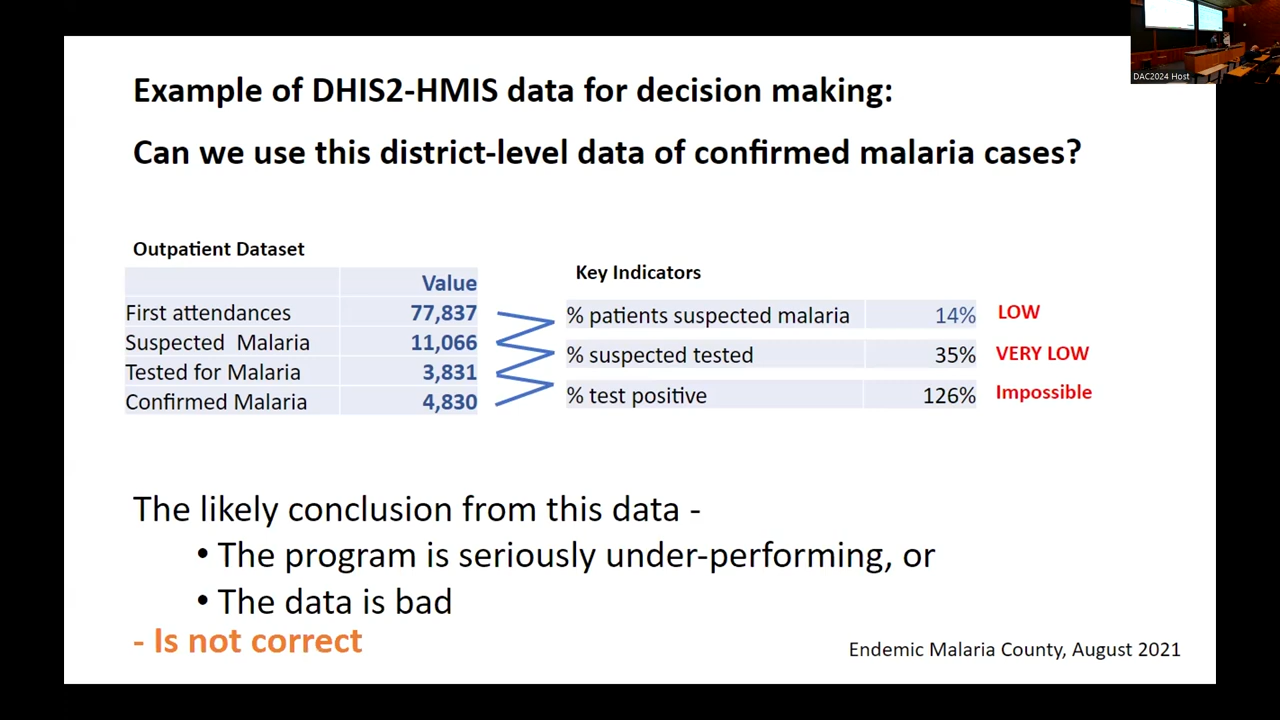 DAC2024 Host
Example of DHIS2-HMIS data for decision making:
Can we use this district-level data of confirmed malaria cases?
Outpatient Dataset
Value
First attendances 77,837
Suspected Malaria 11,066
Tested for Malaria 3,831
Confirmed Malaria 4,830
Key Indicators
% patients suspected malaria 14% LOW
% suspected tested 35% VERY LOW
% test positive 126% Impossible
The likely conclusion from this data -
• The program is seriously under-performing, or
• The data is bad
- Is not correct
Endemic Malaria County, August 2021